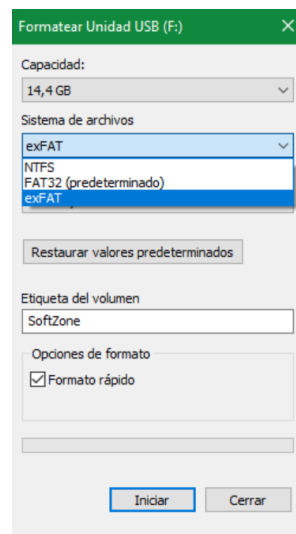 Formatear Unidad USB (F:)
Capacidad:
14,4 GB
Sistema de archivos
exFAT
NTFS
FAT32 (predeterminado)
exFAT
Restaurar valores predeterminados
Etiqueta del volumen
SoftZone
Opciones de formato
Formato rápido
Iniciar
Cerrar